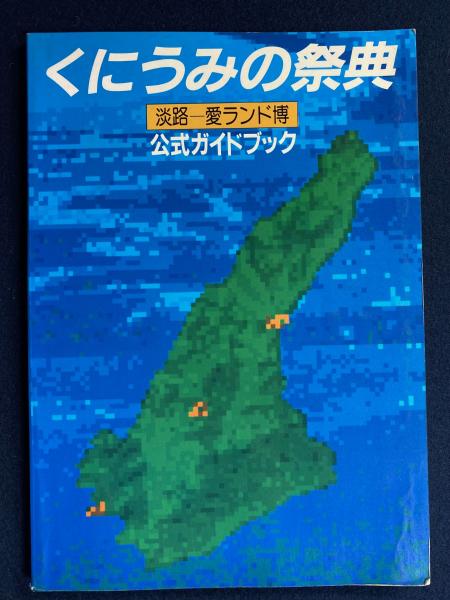 くにうみの祭典
淡路―愛ランド博
公式ガイドブック